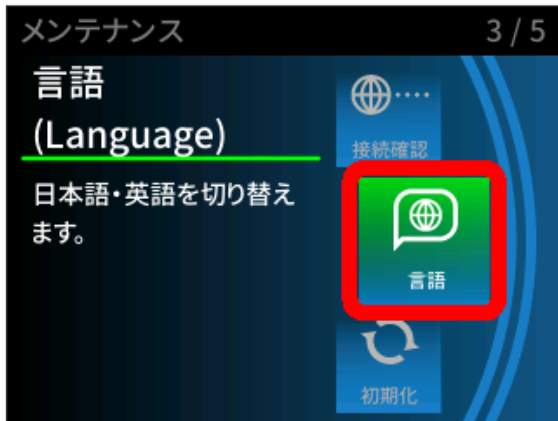 メンテナンス 3 / 5
言語
(Language)
日本語・英語を切り替え
ます。
接続確認
言語
初期化